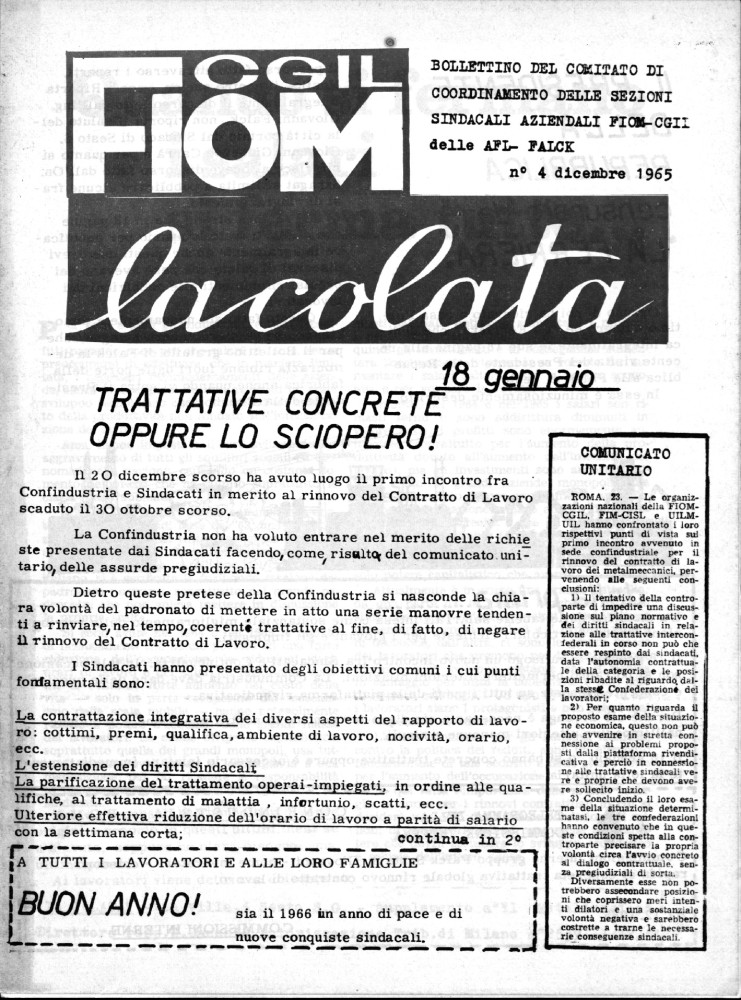 CGIL
FIOM
BOLLETTINO DEL COMITATO DI
COORDINAMENTO DELLE SEZIONI
SINDACALI AZIENDALI FIOM-CGIl
delle AFL- FALCK
n° 4 dicembre 1965
la colata
18 gennaio
TRATTATIVE CONCRETE
OPPURE LO SCIOPERO!
Il 20 dicembre scorso ha avuto luogo il primo incontro fra
Confindustria e Sindacati in merito al rinnovo del Contratto di Lavoro
scaduto il 30 ottobre scorso.
La Confindustria non ha voluto entrare nel merito delle richie
ste presentate dai Sindacati facendo, come risulta, del comunicato uni-
tario, delle assurde pregiudiziali.
Dietro queste pretese della Confindustria si nasconde la chia-
ra volontà del padronato di mettere in atto una serie manovre tenden-
ti a rinviare, nel tempo, coerenti trattative al fine, di fatto, di negare
il rinnovo del Contratto di Lavoro.
I Sindacati hanno presentato degli obiettivi comuni i cui punti
fondamentali sono:
La contrattazione integrativa dei diversi aspetti del rapporto di lavo-
ro: cottimi, premi, qualifica, ambiente di lavoro, nocività, orario,
ecc.
L'estensione dei diritti Sindacali
La parificazione del trattamento operai-impiegati, in ordine alle qua-
lifiche, al trattamento di malattia , infortunio, scatti, ecc.
Ulteriore effettiva riduzione dell'orario di lavoro a parità di salario
con la settimana corta;
continua in 2°
A TUTTI I LAVORATORI E ALLE LORO FAMIGLIE
BUON ANNO!
sia il 1966 un anno di pace e di
nuove conquiste sindacali.
COMUNICATO
UNITARIO
ROMA, 23. — Le organiz-
zazioni nazionali della FIOM-
CGIL, FIM-CISL e UILM-
UIL hanno confrontato i loro
rispettivi punti di vista sul
primo incontro avvenuto in
sede confindustriale per il
rinnovo del contratto di la-
voro dei metalmeccanici, per-
venendo alle seguenti con-
clusioni:
1) Il tentativo della contro-
parte di impedire una discus-
sione sul piano normativo e
dei diritti sindacali in rela-
zione alle trattative intercon-
federali in corso non può che
essere respinto dai sindacati,
data l'autonomia contrattua-
le della categoria e le posi-
zioni ribadite al riguardo dal-
la stesse Confederazione dei
lavoratori;
2) Per quanto riguarda il
proposto esame della situazio-
ne economica, questo non può
che avvenire in stretta con-
nessione ai problemi propo-
sti dalla piattaforma rivendi-
cativa e perciò in connessio-
ne alle trattative sindacali ve-
re e proprie che devono ave-
re sollecito inizio.
3) Concludendo il loro esa-
me della situazione determi-
natasi, le tre confederazioni
hanno convenuto che in que-
ste condizioni spetta alla con-
troparte precisare la propria
volontà circa l'avvio concreto
al dialogo contrattuale, sen-
za pregiudiziali di sorta.
Diversamente esse non po-
trebbero assecondare posizio-
ni che coprissero meri inten-
ti dilatori e una sostanziale
volontà negativa e sarebbero
costrette a trarne le necessa-
rie conseguenze sindacali.